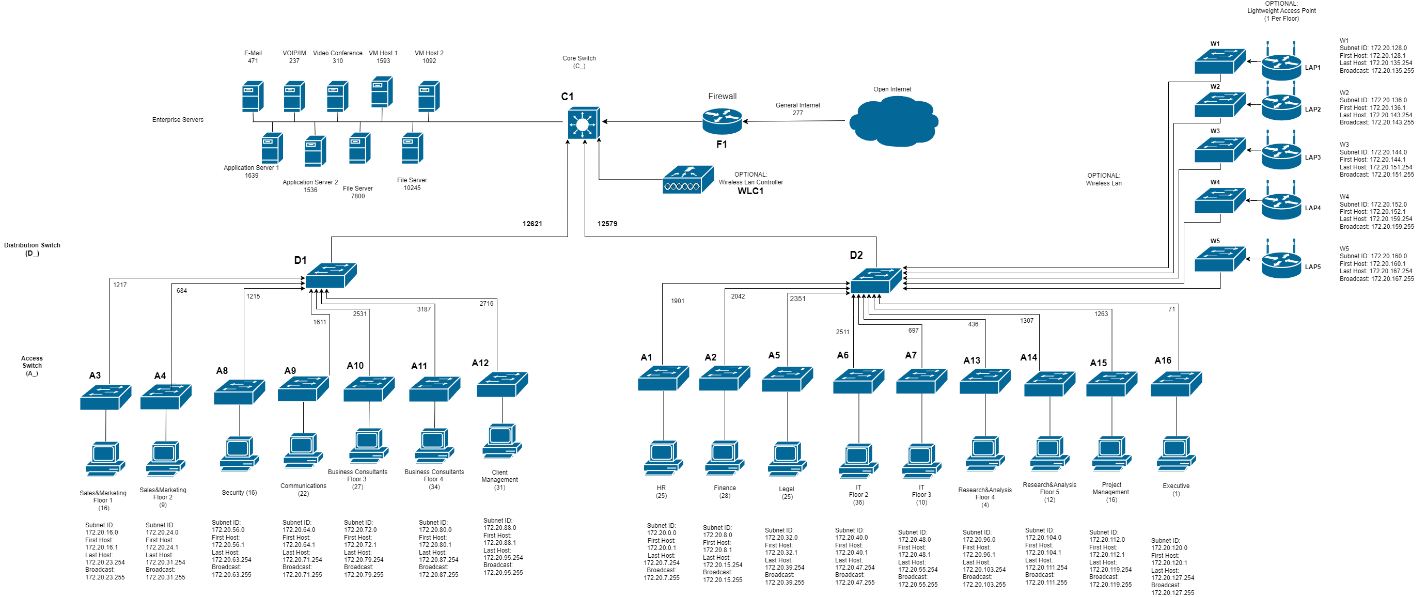 OPTIONAL:
Lightweight Access Point
(1 Per Floor)
E-Mail
471
VOIP/IM
237
Video Conference
310
VM Host 1
1593
VM Host 2
1092
Enterprise Servers
Application Server 1
1639
Application Server 2
1536
File Server
7800
File Server
10245
Core Switch
(C_)
C1
Firewall
F1
General Internet
277
Open Internet
OPTIONAL:
Wireless Lan Controller
WLC1
OPTIONAL:
Wireless Lan
W1
LAP1
W1
Subnet ID: 172.20.128.0
First Host: 172.20.128.1
Last Host: 172.20.135.254
Broadcast: 172.20.135.255
W2
LAP2
W2
Subnet ID: 172.20.136.0
First Host: 172.20.136.1
Last Host: 172.20.143.254
Broadcast: 172.20.143.255
W3
LAP3
W3
Subnet ID: 172.20.144.0
First Host: 172.20.144.1
Last Host: 172.20.151.254
Broadcast: 172.20.151.255
W4
LAP4
W4
Subnet ID: 172.20.152.0
First Host: 172.20.152.1
Last Host: 172.20.159.254
Broadcast: 172.20.159.255
W5
LAP5
W5
Subnet ID: 172.20.160.0
First Host: 172.20.160.1
Last Host: 172.20.167.254
Broadcast: 172.20.167.255
12621
12579
Distribution Switch
(D_)
D1
D2
1217
684
1215
1611
2531
3187
2716
1901
2042
2351
2511
697
436
1307
1263
71
Access
Switch
(A_)
A3
A4
A8
A9
A10
A11
A12
A1
A2
A5
A6
A7
A13
A14
A15
A16
Sales&Merkating
Floor 1
(16)
Sales&Marketing
Floor 2
(9)
Security (16)
Communications
(22)
Business Consultants
Floor 3
(27)
Business Consultants
Floor 4
(34)
Client
Management
(31)
HR
(25)
Finance
(28)
Legal
(25)
IT
Floor 2
(36)
IT
Floor 3
(10)
Research&Analysis
Floor 4
(4)
Research&Analysis
Floor 5
(12)
Project
Management
(16)
Executive
(1)
Subnet ID:
172.20.16.0
First Host
172.20.16.1
Last Host
172.20.23.254
Broadcast:
172.20.23.255
Subnet ID:
172.20.24.0
First Host:
172.20.24.1
Last Host:
172.20.31.254
Broadcast:
172.20.31.255
Subnet ID:
172.20.56.0
First Host:
172.20.56.1
Last Host:
172.20.63.254
Broadcast:
172.20.63.255
Subnet ID:
172.20.64.0
First Host:
172.20.64.1
Last Host:
172.20.71.254
Broadcast:
172.20.71.255
Subnet ID:
172.20.72.0
First Host:
172.20.72.1
Last Host:
172.20.79.254
Broadcast:
172.20.79.255
Subnet ID:
172.20.80.0
First Host:
172.20.80.1
Last Host:
172.20.87.254
Broadcast:
172.20.87.255
Subnet ID:
172.20.88.0
First Host:
172.20.88.1
Last Host:
172.20.95.254
Broadcast:
172.20.95.255
Subnet ID:
172.20.0.0
First Host:
172.20.0.1
Last Host:
172.20.7.254
Broadcast:
172.20.7.255
Subnet ID:
172.20.8.0
First Host:
172.20.8.1
Last Host:
172.20.15.254
Broadcast:
172.20.15.255
Subnet ID:
172.20.32.0
First Host:
172.20.32.1
Last Host:
172.20.39.254
Broadcast:
172.20.39.255
Subnet ID:
172.20.40.0
First Host:
172.20.40.1
Last Host:
172.20.47.254
Broadcast:
172.20.47.255
Subnet ID:
172.20.48.0
First Host:
172.20.48.1
Last Host:
172.20.55.254
Broadcast:
172.20.55.255
Subnet ID:
172.20.96.0
First Host:
172.20.96.1
Last Host:
172.20.103.254
Broadcast:
172.20.103.255
Subnet ID:
172.20.104.0
First Host:
172.20.104.1
Last Host:
172.20.111.254
Broadcast:
172.20.111.255
Subnet ID:
172.20.112.0
First Host:
172.20.112.1
Last Host:
172.20.119.254
Broadcast:
172.20.119.255
Subnet ID:
172.20.120.0
First Host:
172.20.120.1
Last Host:
172.20.127.254
Broadcast
172.20.127.255